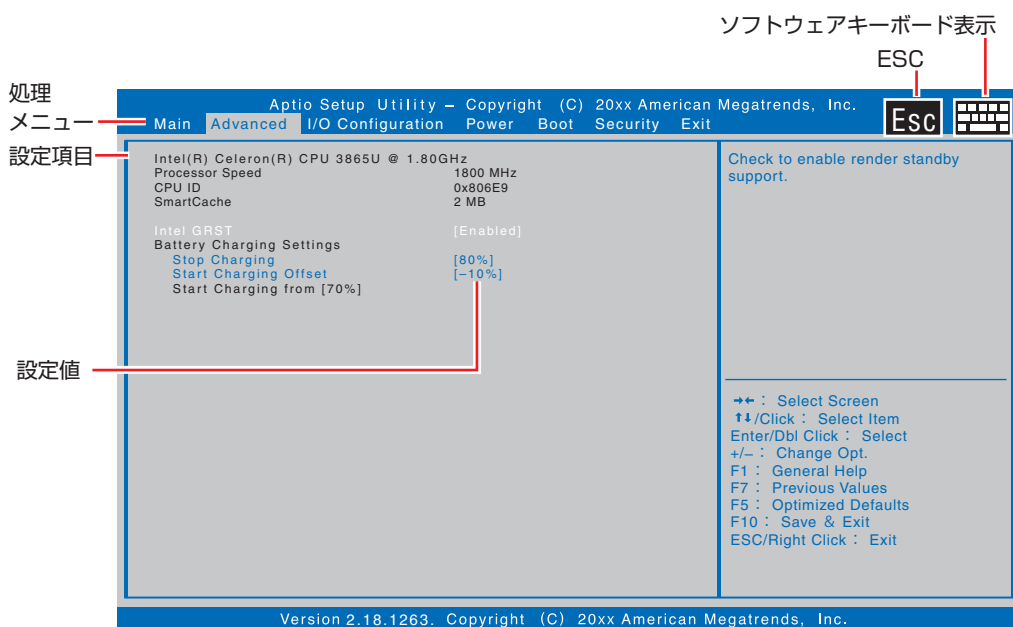 ソフトウェアキーボード表示
ESC
処理
メニュー
設定項目
設定値
Aptio Setup Utility – Copyright (C) 20xx American Megatrends, Inc.
Main Advanced I/O Configuration Power Boot Security Exit
Esc
Intel(R) Celeron(R) CPU 3865U @ 1.80GHz
Processor Speed 1800 MHz
CPU ID 0x806E9
SmartCache 2 MB
Intel GRST [Enabled]
Battery Charging Settings
Stop Charging [80%]
Start Charging Offset [–10%]
Start Charging from [70%]
Check to enable render standby
support.
→←： Select Screen
↑↓/Click： Select Item
Enter/Dbl Click： Select
+/–： Change Opt.
F1： General Help
F7： Previous Values
F5： Optimized Defaults
F10： Save & Exit
ESC/Right Click： Exit
Version 2.18.1263. Copyright (C) 20xx American Megatrends, Inc.